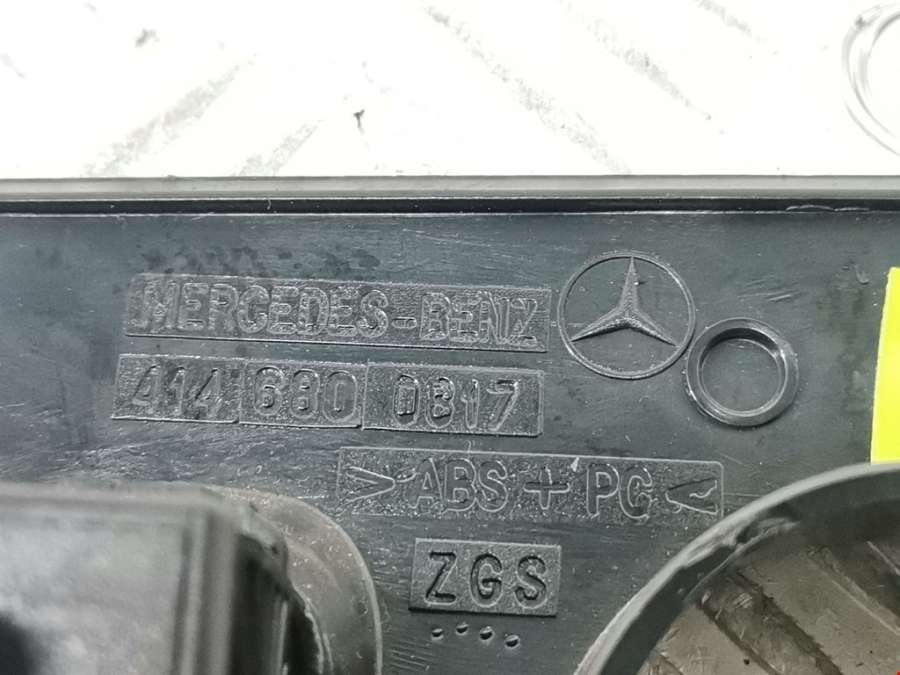 MERCEDES-BENZ
414 680 0817
>ABS+PC<
ZGS